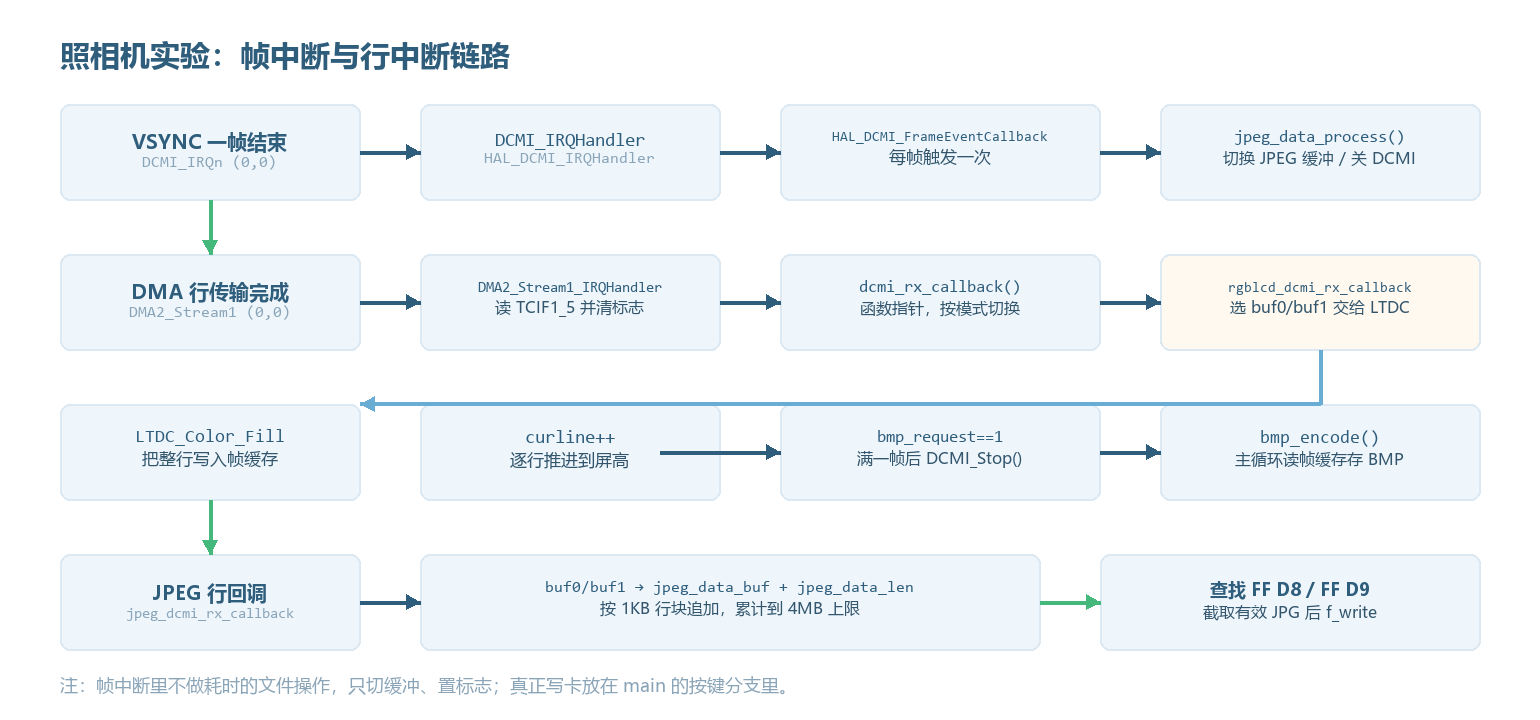 照相机实验：帧中断与行中断链路
VSYNC 一帧结束
DCMI_IRQn (0,0)
DCMI_IRQHandler
HAL_DCMI_IRQHandler
HAL_DCMI_FrameEventCallback
每帧触发一次
jpeg_data_process()
切换 JPEG 缓冲 / 关 DCMI
DMA 行传输完成
DMA2_Stream1 (0,0)
DMA2_Stream1_IRQHandler
读 TCIF1_5 并清标志
dcmi_rx_callback()
函数指针，按模式切换
rgblcd_dcmi_rx_callback
选 buf0/buf1 交给 LTDC
LTDC_Color_Fill
把整行写入帧缓存
curline++
逐行推进到屏高
bmp_request==1
满一帧后 DCMI_Stop()
bmp_encode()
主循环读帧缓存存 BMP
JPEG 行回调
jpeg_dcmi_rx_callback
buf0/buf1 → jpeg_data_buf + jpeg_data_len
按 1KB 行块追加，累计到 4MB 上限
查找 FF D8 / FF D9
截取有效 JPG 后 f_write
注：帧中断里不做耗时的文件操作，只切缓冲、置标志；真正写卡放在 main 的按键分支里。